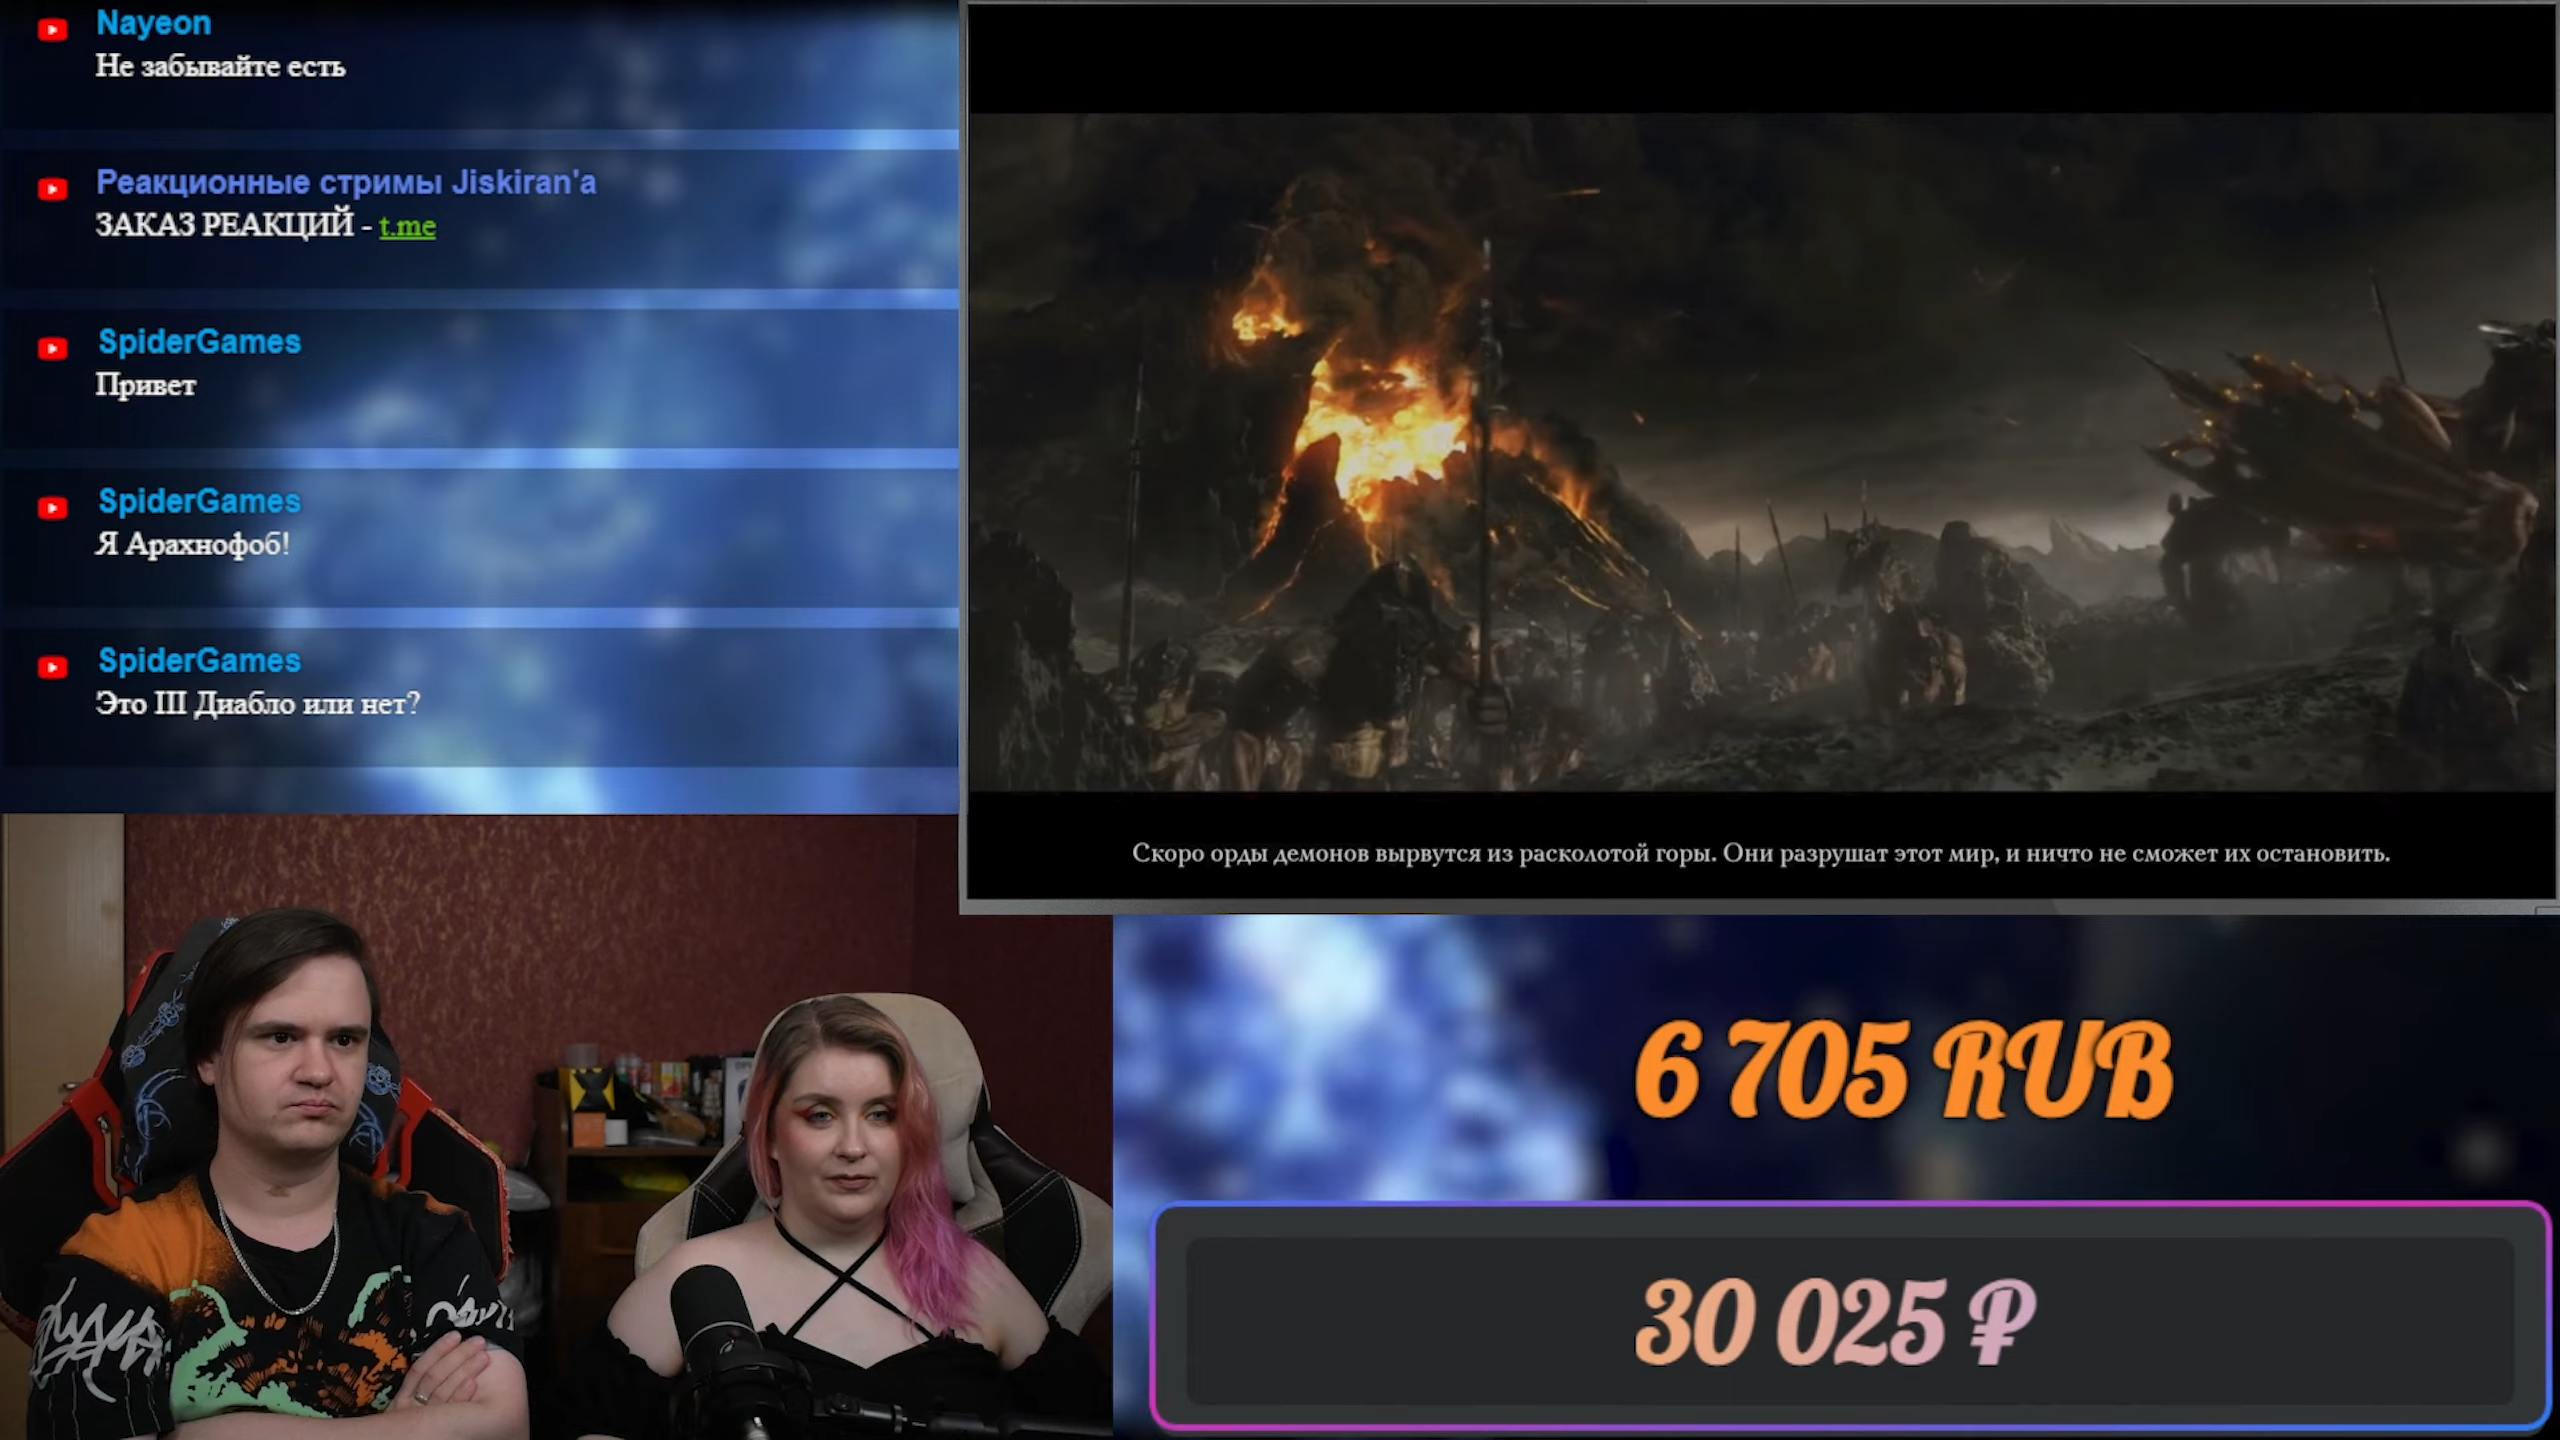 Nayeon
Не забывайте есть
Реакционные стримы Jiskiran'a
ЗАКАЗ РЕАКЦИЙ - t.me
SpiderGames
Привет
SpiderGames
Я Арахнофоб!
SpiderGames
Это III Диабло или нет?
Скоро орды демонов вырвутся из расколотой горы. Они разрушат этот мир, и ничто не сможет их остановить.
6 705 RUB
30 025 ₽